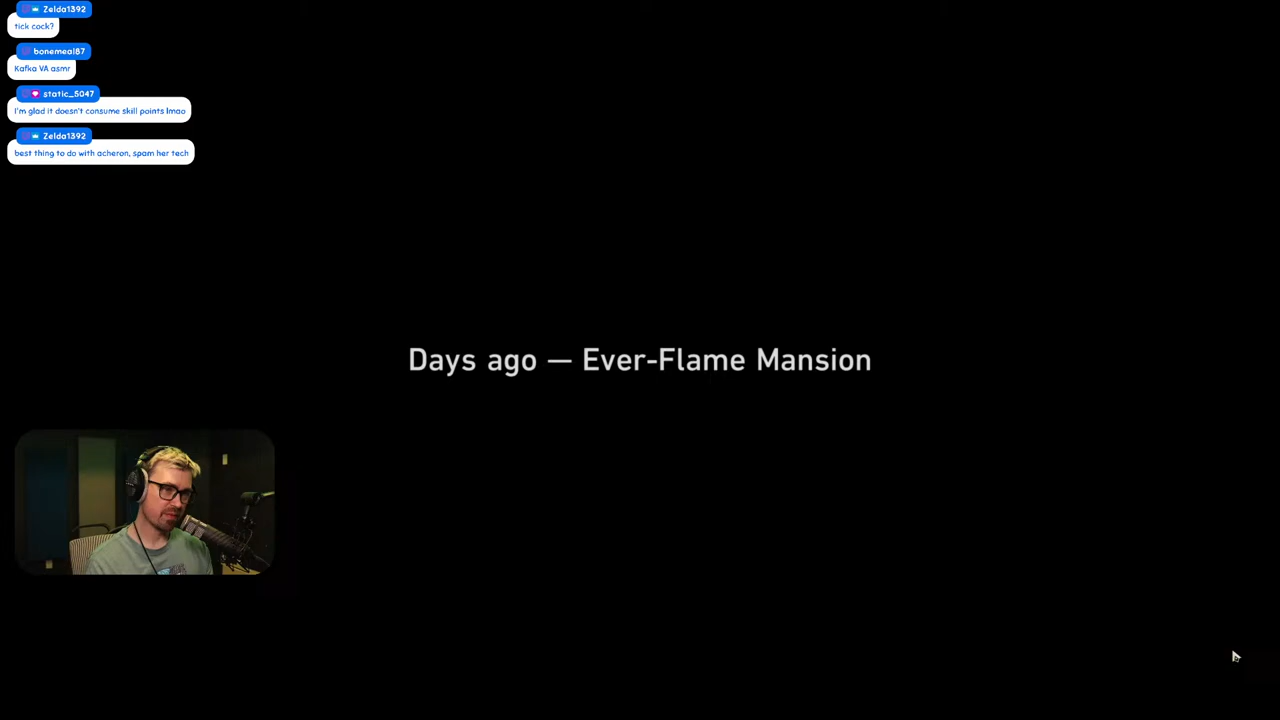 Zelda1392
tick cock?
bonemeal87
Kafka VA asmr
static_5047
I'm glad it doesn't consume skill points lmao
Zelda1392
best thing to do with acheron, spam her tech
Days ago — Ever-Flame Mansion